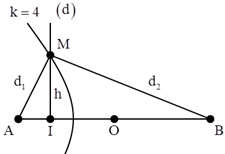 k = 4 (d)
M
d₁ h d₂
A I O B